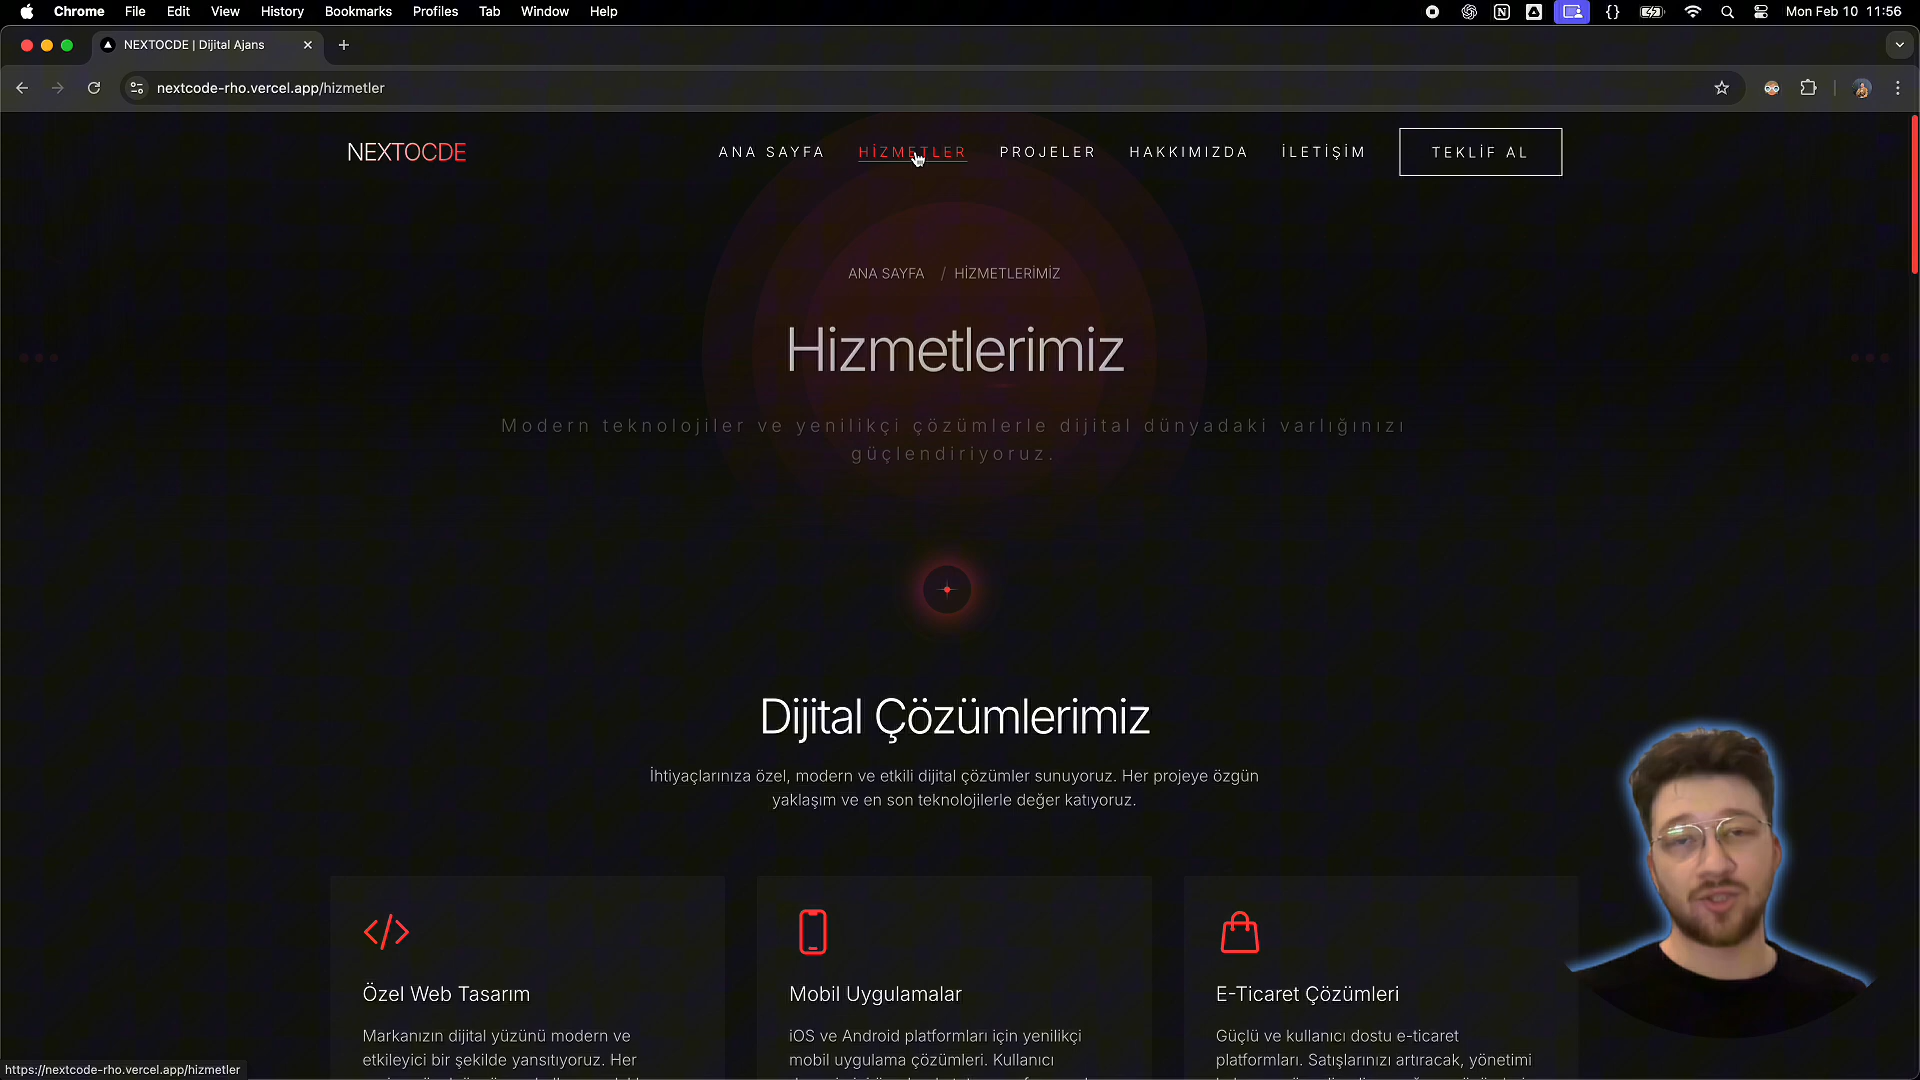 Chrome File Edit View History Bookmarks Profiles Tab Window Help Mon Feb 10 11:56
NEXTOCDE | Dijital Ajans
nextcode-rho.vercel.app/hizmetler
NEXTOCDE ANA SAYFA HİZMETLER PROJELER HAKKIMIZDA İLETİŞİM TEKLİF AL
ANA SAYFA / HİZMETLERİMİZ
Hizmetlerimiz
Modern teknolojiler ve yenilikçi çözümlerle dijital dünyadaki varlığınızı
güçlendiriyoruz.
Dijital Çözümlerimiz
İhtiyaçlarınıza özel, modern ve etkili dijital çözümler sunuyoruz. Her projeye özgün
yaklaşım ve en son teknolojilerle değer katıyoruz.
Özel Web Tasarım
Markanızın dijital yüzünü modern ve
etkileyici bir şekilde yansıtıyoruz. Her
Mobil Uygulamalar
iOS ve Android platformları için yenilikçi
mobil uygulama çözümleri. Kullanıcı
E-Ticaret Çözümleri
Güçlü ve kullanıcı dostu e-ticaret
platformları. Satışlarınızı artıracak, yönetimi
https://nextcode-rho.vercel.app/hizmetler